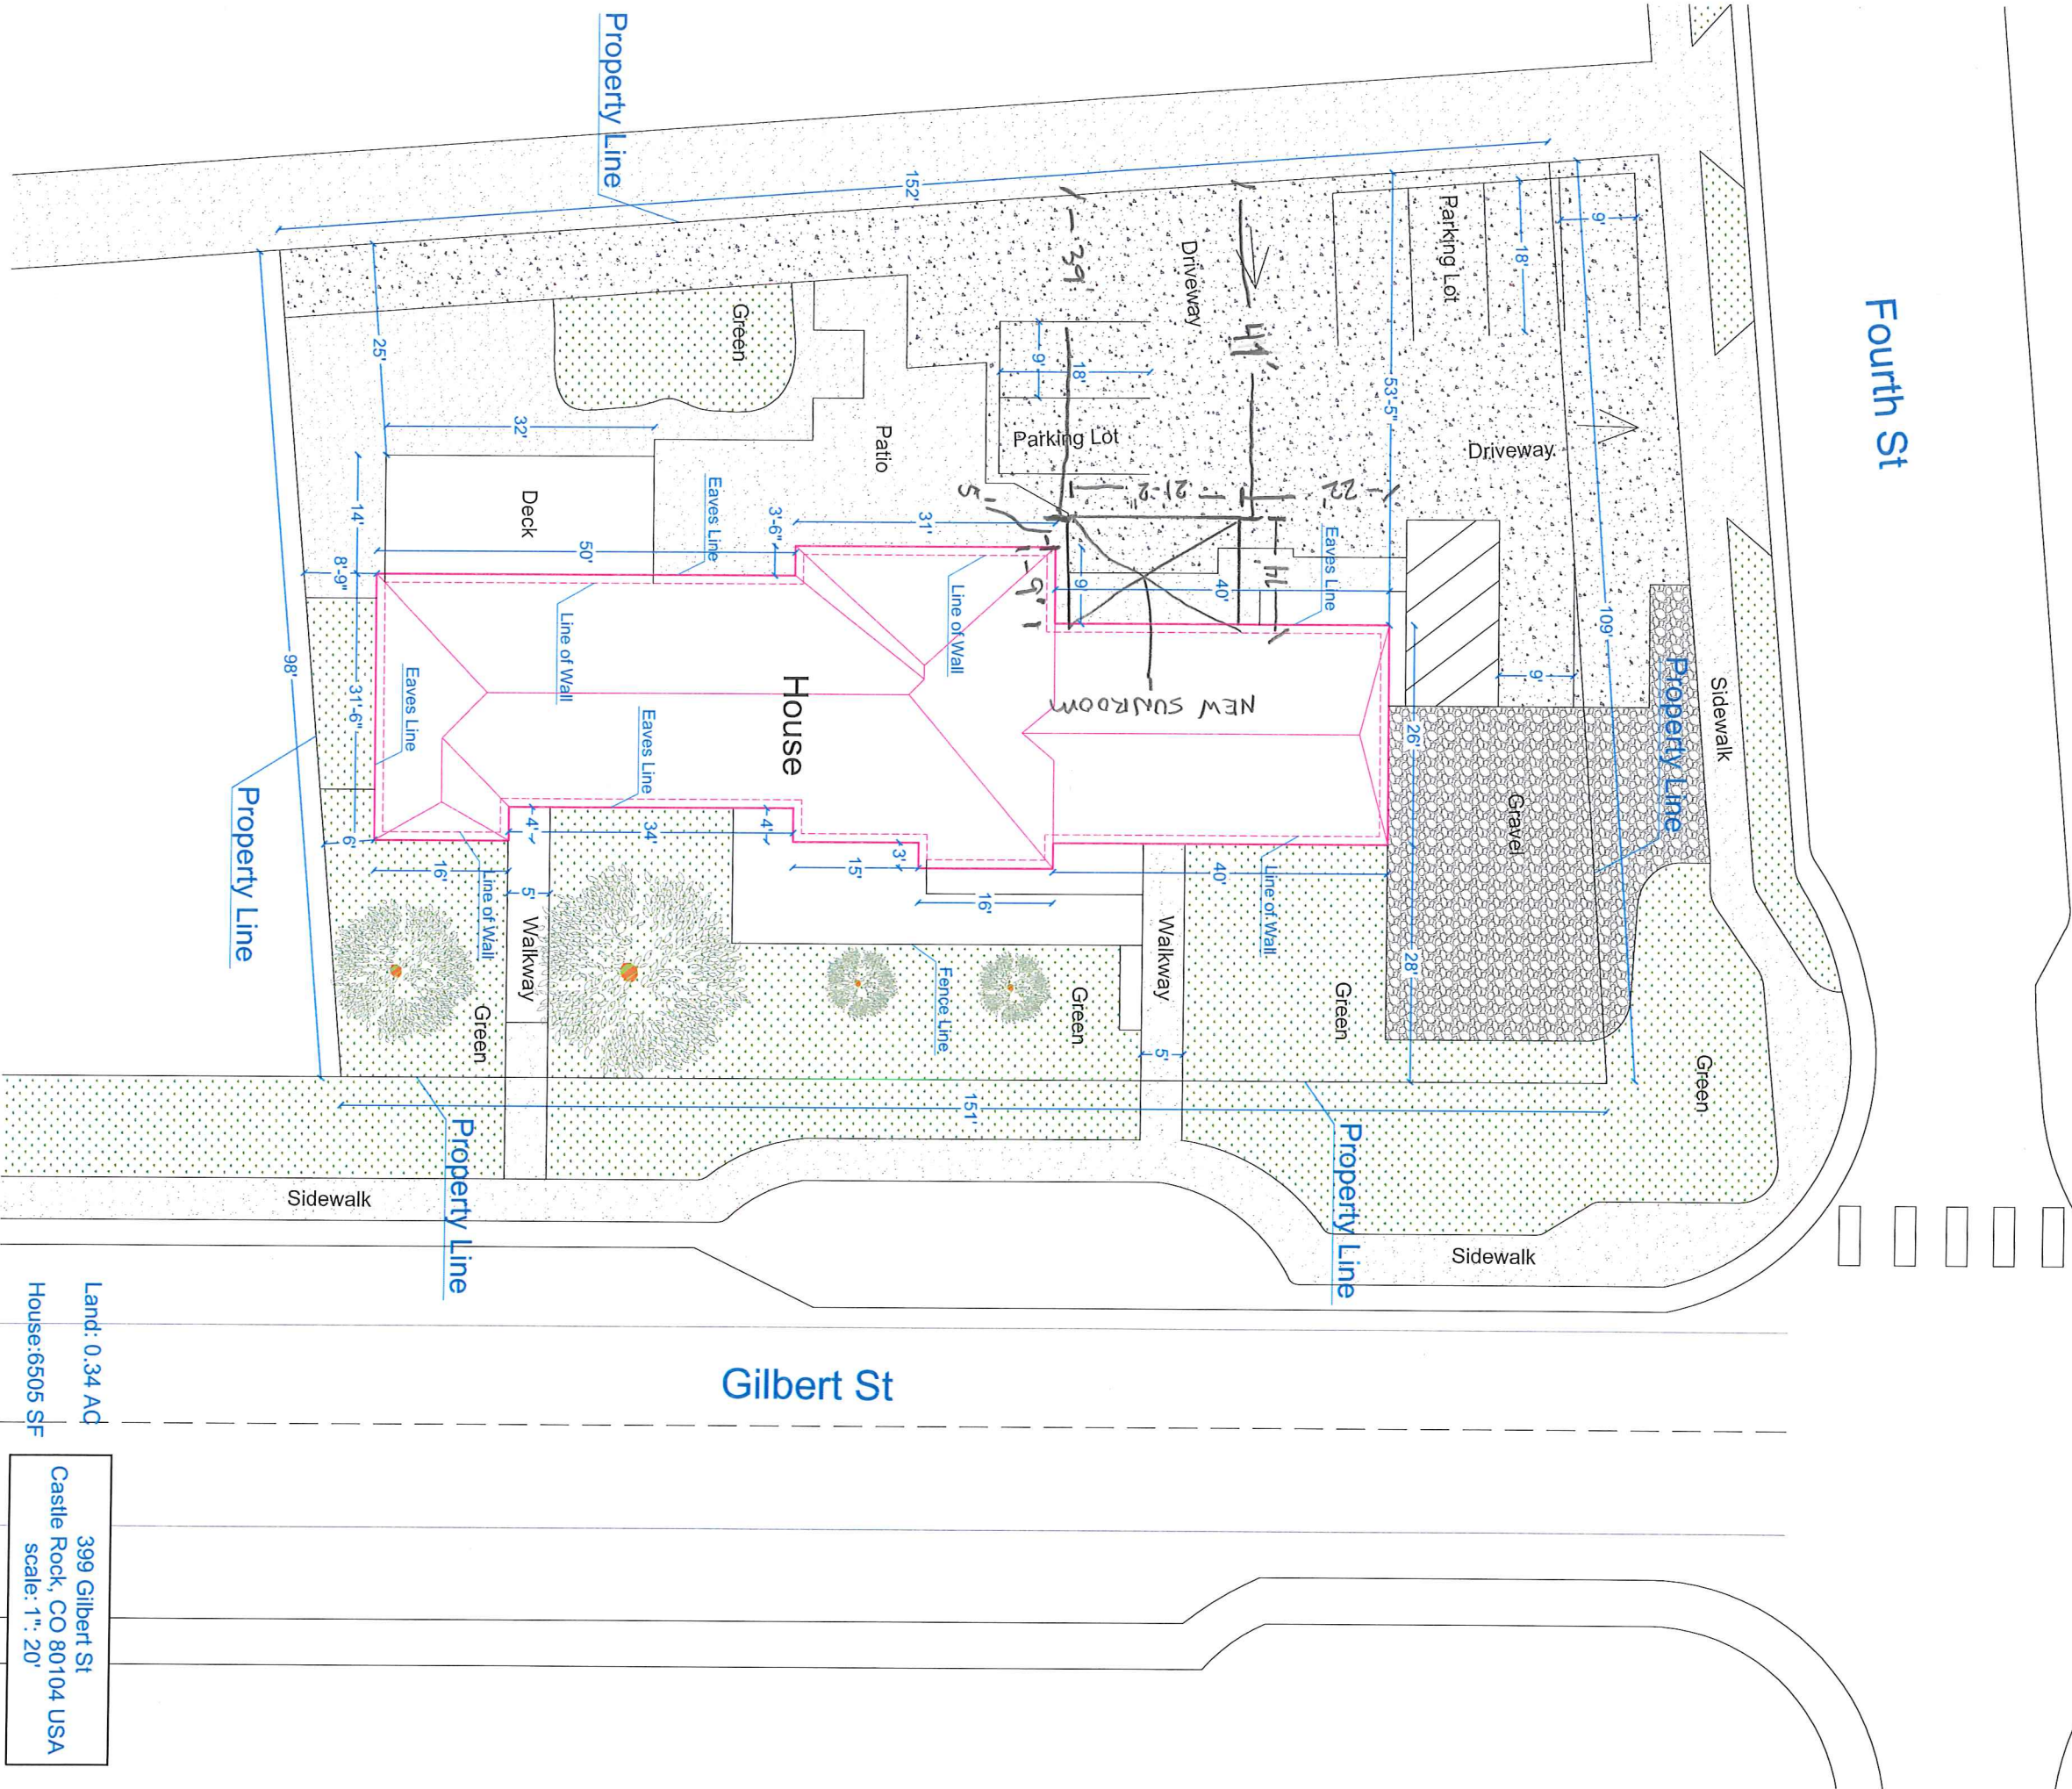 Fourth St
Sidewalk
Property Line
152'
109'
9'
18'
Parking Lot
53'-5"
Driveway
Driveway
39'
22'
21'-2"
9'
18'
Parking Lot
Patio
Green
25'
32'
Deck
14'
8'-9"
50'
Eaves Line
3'-6"
31'
5'
9'
14'
40'
Eaves Line
9'
Line of Wall
Line of Wall
NEW SUNROOM
House
Eaves Line
Eaves Line
31'-6"
98'
6'
Property Line
Property Line
26'
28'
Gravel
Green
16'
Line of Wall
4'
34'
4'
15'
3'
16'
40'
Line of Wall
5'
Walkway
Green
Fence Line
Green
Walkway
5'
Green
151'
Property Line
Property Line
Sidewalk
Sidewalk
Gilbert St
Land: 0.34 AC
House:6505 SF
399 Gilbert St
Castle Rock, CO 80104 USA
scale: 1": 20'